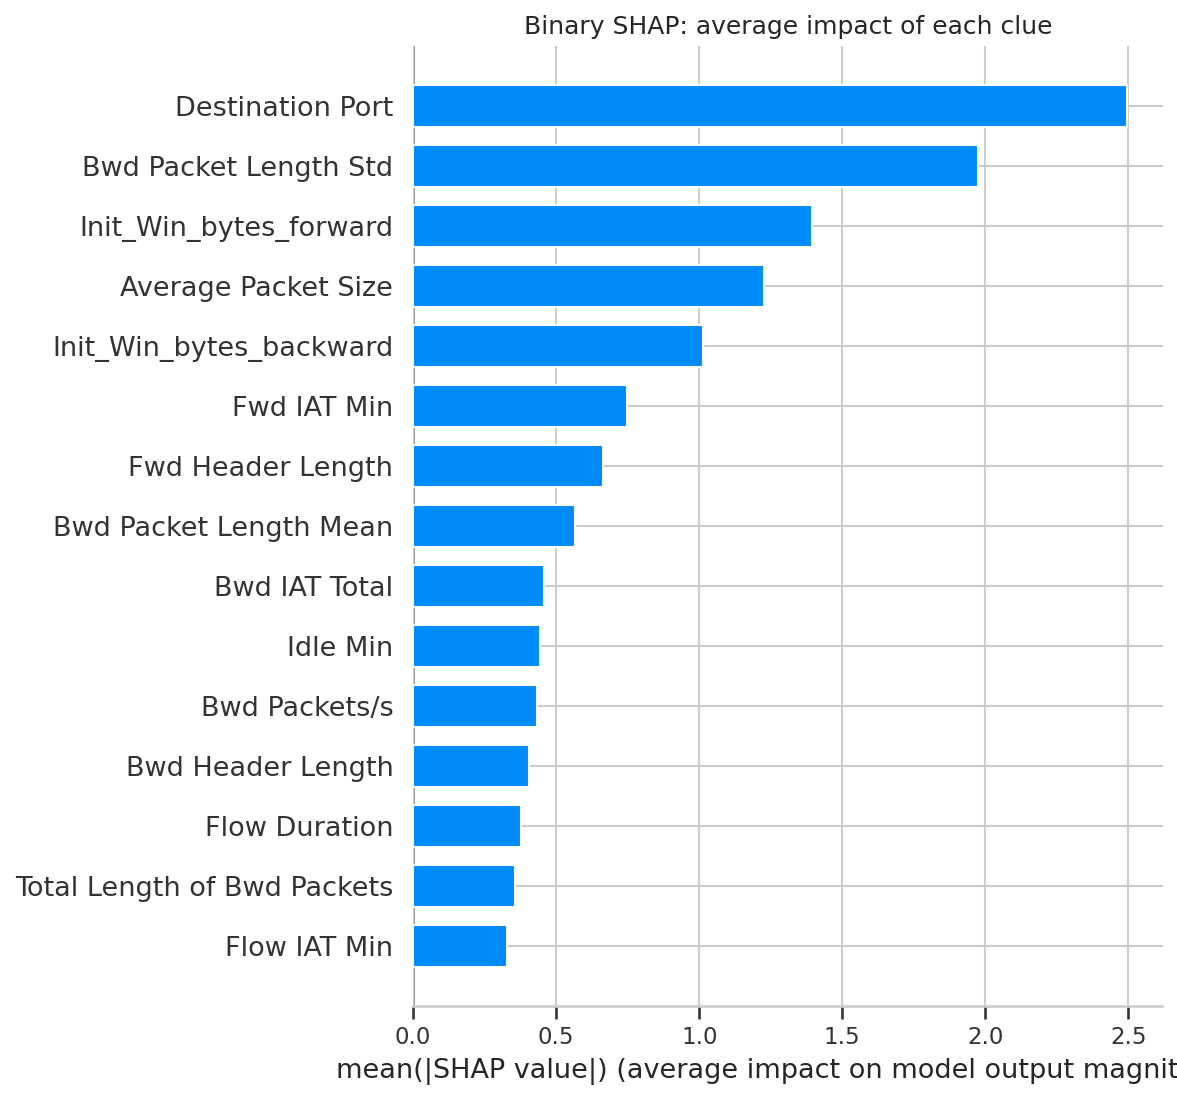 Binary SHAP: average impact of each clue
Destination Port
Bwd Packet Length Std
Init_Win_bytes_forward
Average Packet Size
Init_Win_bytes_backward
Fwd IAT Min
Fwd Header Length
Bwd Packet Length Mean
Bwd IAT Total
Idle Min
Bwd Packets/s
Bwd Header Length
Flow Duration
Total Length of Bwd Packets
Flow IAT Min
0.0 0.5 1.0 1.5 2.0 2.5
mean(|SHAP value|) (average impact on model output magnit